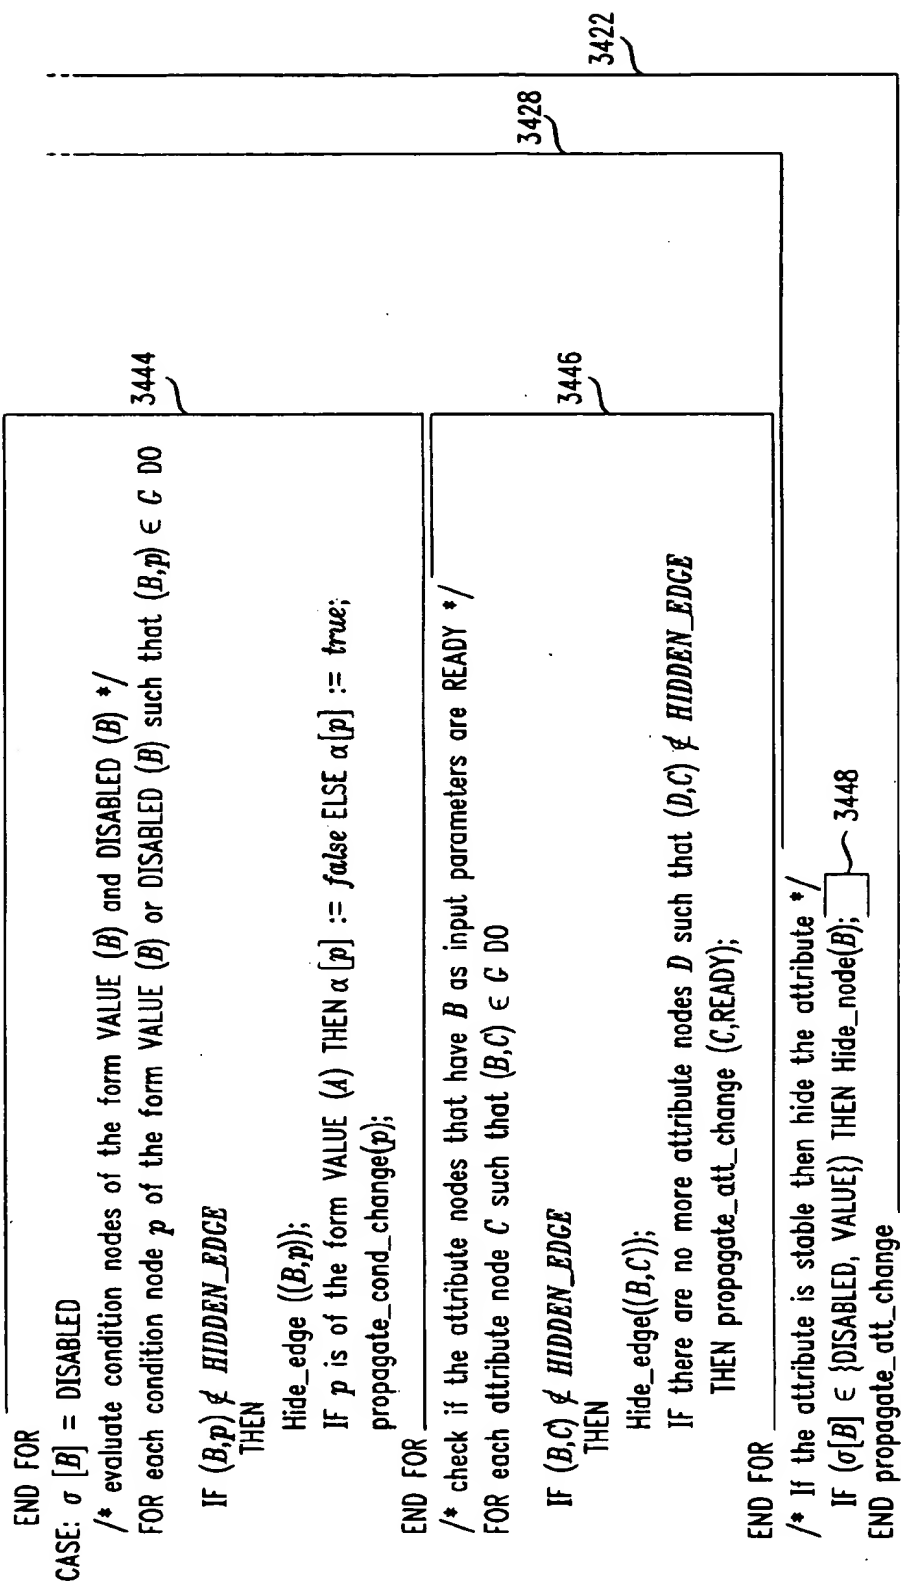 END FOR
CASE: σ [B] = DISABLED
/* evaluate condition nodes of the form VALUE (B) and DISABLED (B) */
FOR each condition node p of the form VALUE (B) or DISABLED (B) such that (B,p) ∈ G DO
IF (B,p) ∉ HIDDEN_EDGE
THEN
Hide_edge ((B,p));
IF p is of the form VALUE (A) THEN α[p] := false ELSE α[p] := true;
propagate_cond_change(p);
3444
END FOR
/* check if the attribute nodes that have B as input parameters are READY */
FOR each attribute node C such that (B,C) ∈ G DO
IF (B,C) ∉ HIDDEN_EDGE
THEN
Hide_edge((B,C));
IF there are no more attribute nodes D such that (D,C) ∉ HIDDEN_EDGE
THEN propagate_att_change (C,READY);
3446
END FOR
3428
/* If the attribute is stable then hide the attribute */
IF (σ[B] ∈ }DISABLED, VALUE}) THEN Hide_node(B);
3448
END propagate_att_change
3422